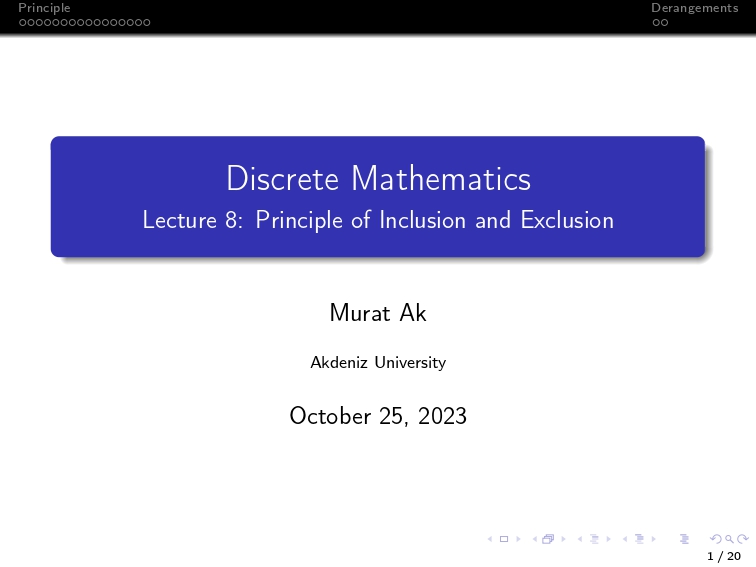 Principle
Derangements
Discrete Mathematics
Lecture 8: Principle of Inclusion and Exclusion
Murat Ak
Akdeniz University
October 25, 2023
1 / 20